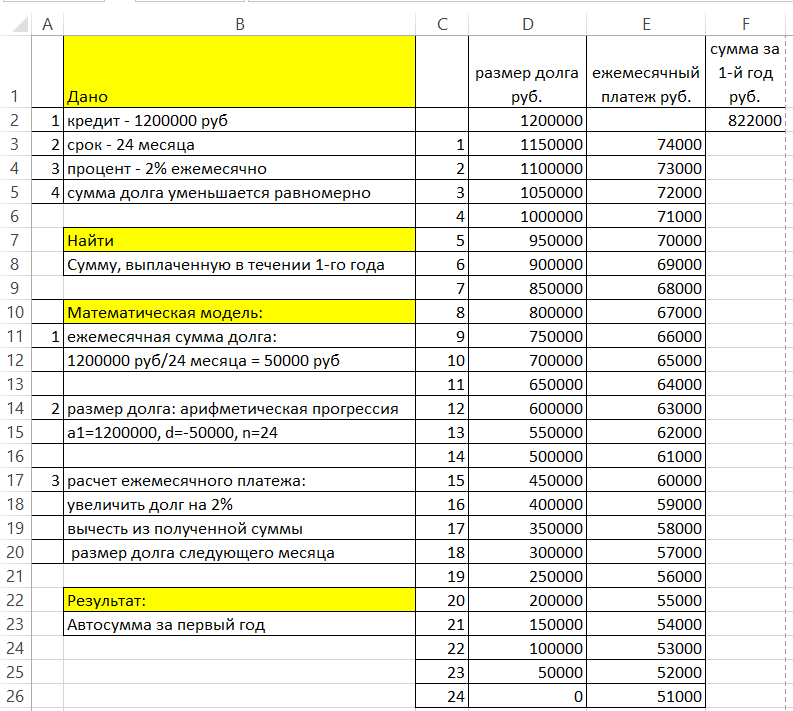 A B C D E F
1 Дано размер долга руб. ежемесячный платеж руб. сумма за 1-й год руб.
2 1 кредит - 1200000 руб 1200000 822000
3 2 срок - 24 месяца 1 1150000 74000
4 3 процент - 2% ежемесячно 2 1100000 73000
5 4 сумма долга уменьшается равномерно 3 1050000 72000
6 4 1000000 71000
7 Найти 5 950000 70000
8 Сумму, выплаченную в течении 1-го года 6 900000 69000
9 7 850000 68000
10 Математическая модель: 8 800000 67000
11 1 ежемесячная сумма долга: 9 750000 66000
12 1200000 руб/24 месяца = 50000 руб 10 700000 65000
13 11 650000 64000
14 2 размер долга: арифметическая прогрессия 12 600000 63000
15 a1=1200000, d=-50000, n=24 13 550000 62000
16 14 500000 61000
17 3 расчет ежемесячного платежа: 15 450000 60000
18 увеличить долг на 2% 16 400000 59000
19 вычесть из полученной суммы 17 350000 58000
20 размер долга следующего месяца 18 300000 57000
21 19 250000 56000
22 Результат: 20 200000 55000
23 Автосумма за первый год 21 150000 54000
24 22 100000 53000
25 23 50000 52000
26 24 0 51000